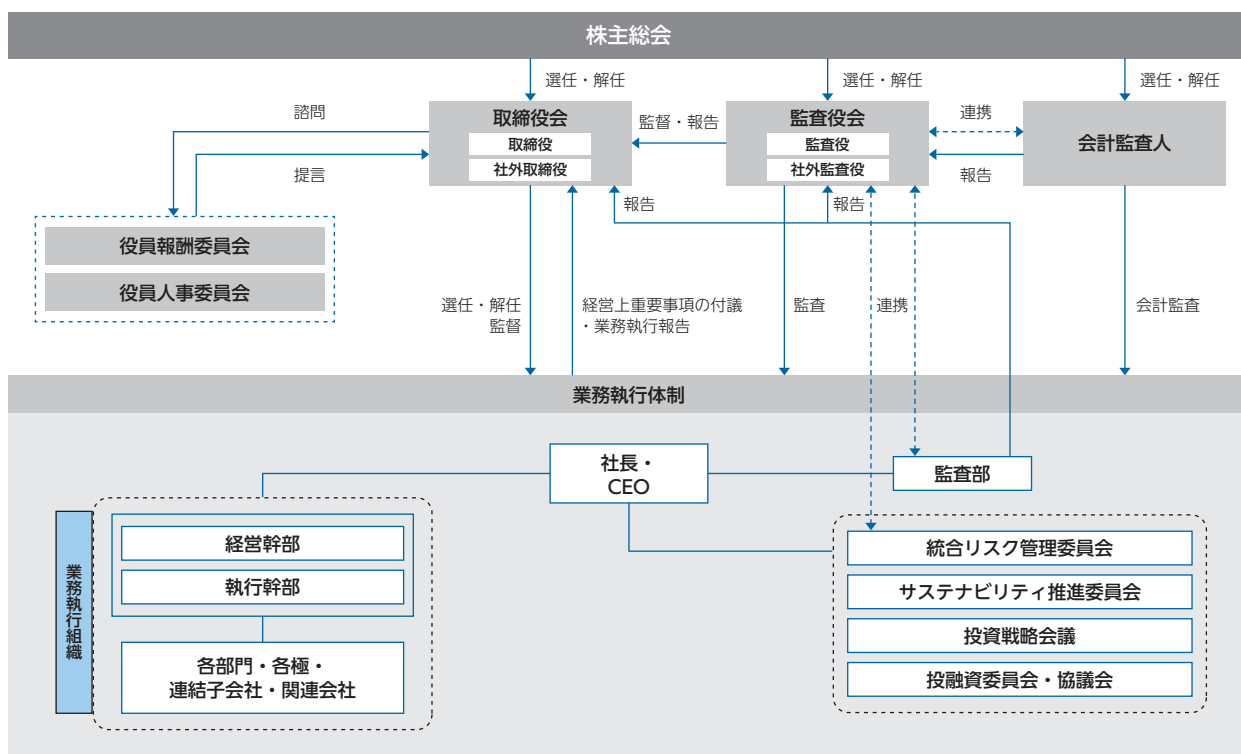 株主総会
選任・解任
選任・解任
選任・解任
諮問
取締役会
取締役
社外取締役
監督・報告
監査役会
監査役
社外監査役
連携
会計監査人
提言
報告
報告
報告
役員報酬委員会
役員人事委員会
選任・解任
監督
経営上重要事項の付議
・業務執行報告
監査
連携
会計監査
業務執行体制
社長・
CEO
監査部
業務執行組織
経営幹部
執行幹部
各部門・各極・
連結子会社・関連会社
統合リスク管理委員会
サステナビリティ推進委員会
投資戦略会議
投融資委員会・協議会